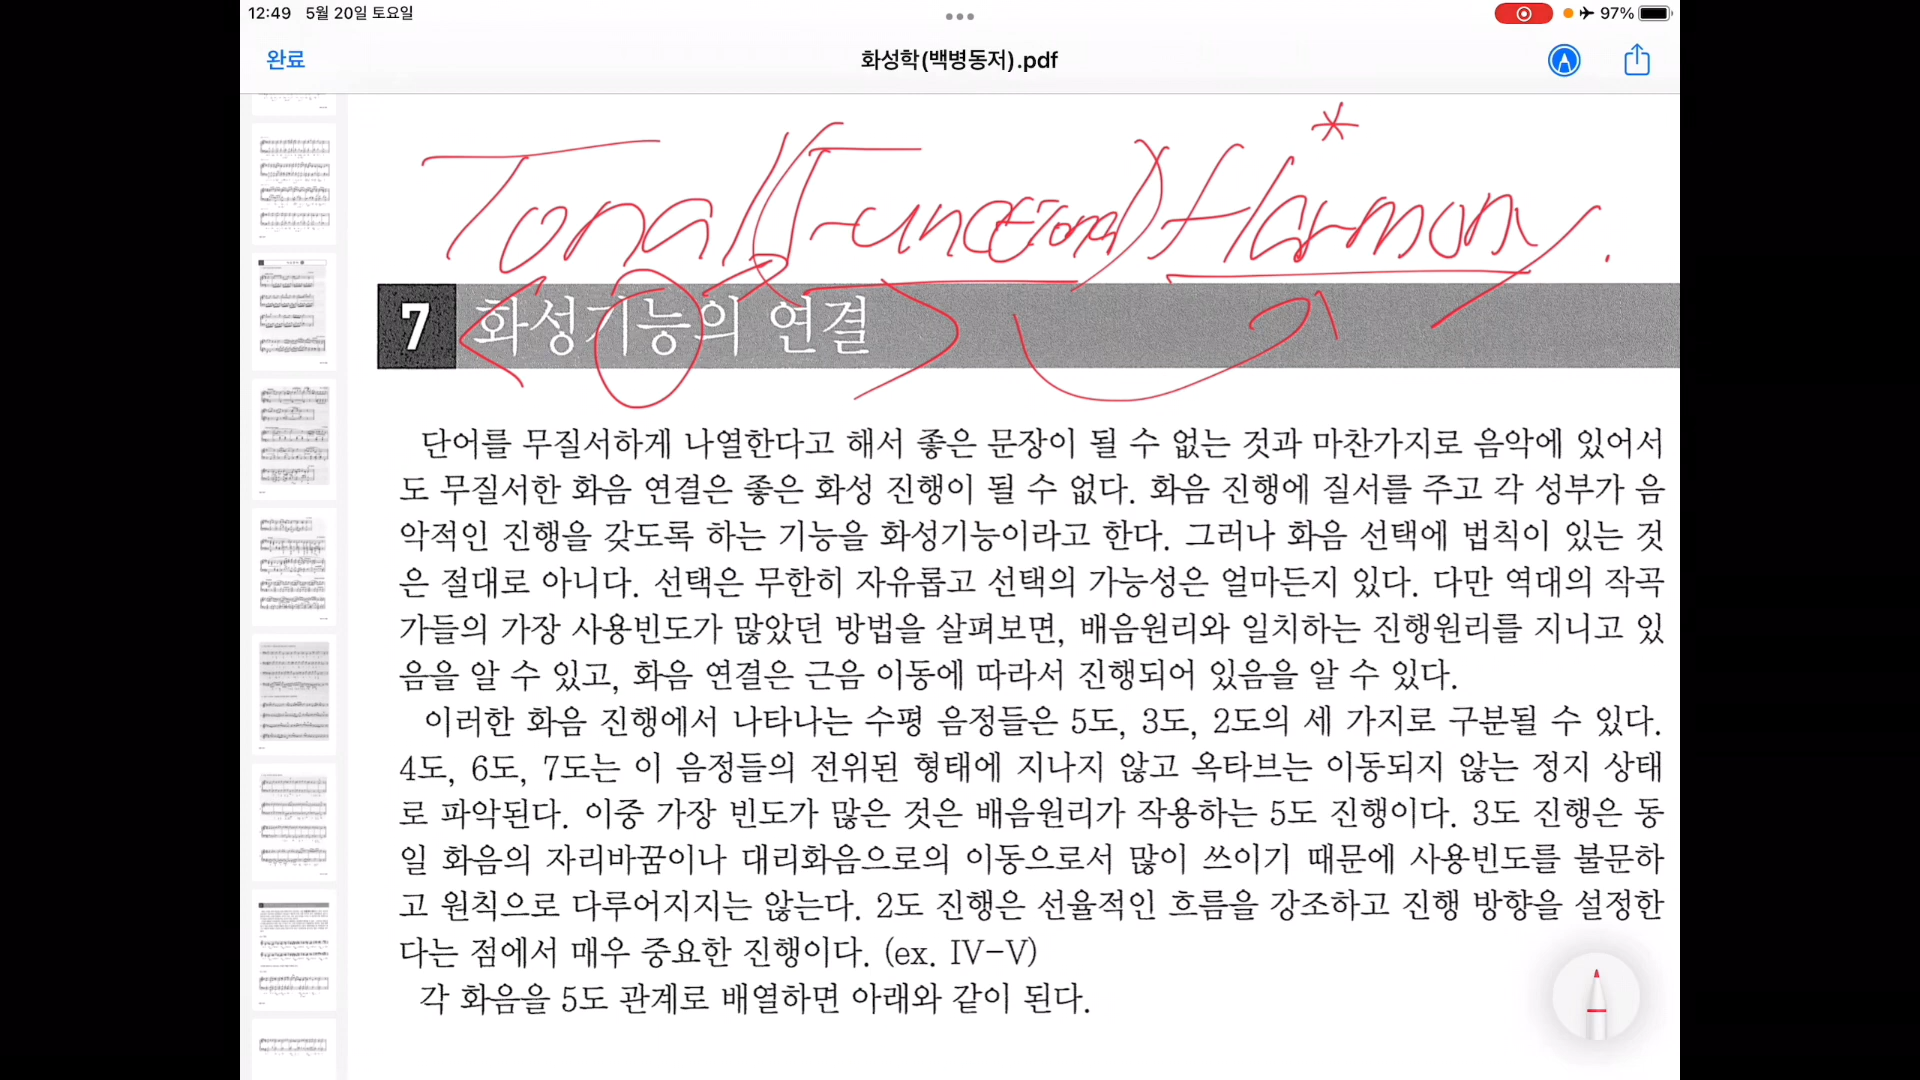 12:49 5월 20일 토요일
97%
완료
화성학(백병동저).pdf
Tonal (Functional) Harmony.
*
7 화성기능의 연결
단어를 무질서하게 나열한다고 해서 좋은 문장이 될 수 없는 것과 마찬가지로 음악에 있어서
도 무질서한 화음 연결은 좋은 화성 진행이 될 수 없다. 화음 진행에 질서를 주고 각 성부가 음
악적인 진행을 갖도록 하는 기능을 화성기능이라고 한다. 그러나 화음 선택에 법칙이 있는 것
은 절대로 아니다. 선택은 무한히 자유롭고 선택의 가능성은 얼마든지 있다. 다만 역대의 작곡
가들의 가장 사용빈도가 많았던 방법을 살펴보면, 배음원리와 일치하는 진행원리를 지니고 있
음을 알 수 있고, 화음 연결은 근음 이동에 따라서 진행되어 있음을 알 수 있다.
이러한 화음 진행에서 나타나는 수평 음정들은 5도, 3도, 2도의 세 가지로 구분될 수 있다.
4도, 6도, 7도는 이 음정들의 전위된 형태에 지나지 않고 옥타브는 이동되지 않는 정지 상태
로 파악된다. 이중 가장 빈도가 많은 것은 배음원리가 작용하는 5도 진행이다. 3도 진행은 동
일 화음의 자리바꿈이나 대리화음으로의 이동으로서 많이 쓰이기 때문에 사용빈도를 불문하
고 원칙으로 다루어지지는 않는다. 2도 진행은 선율적인 흐름을 강조하고 진행 방향을 설정한
다는 점에서 매우 중요한 진행이다. (ex. IV-V)
각 화음을 5도 관계로 배열하면 아래와 같이 된다.